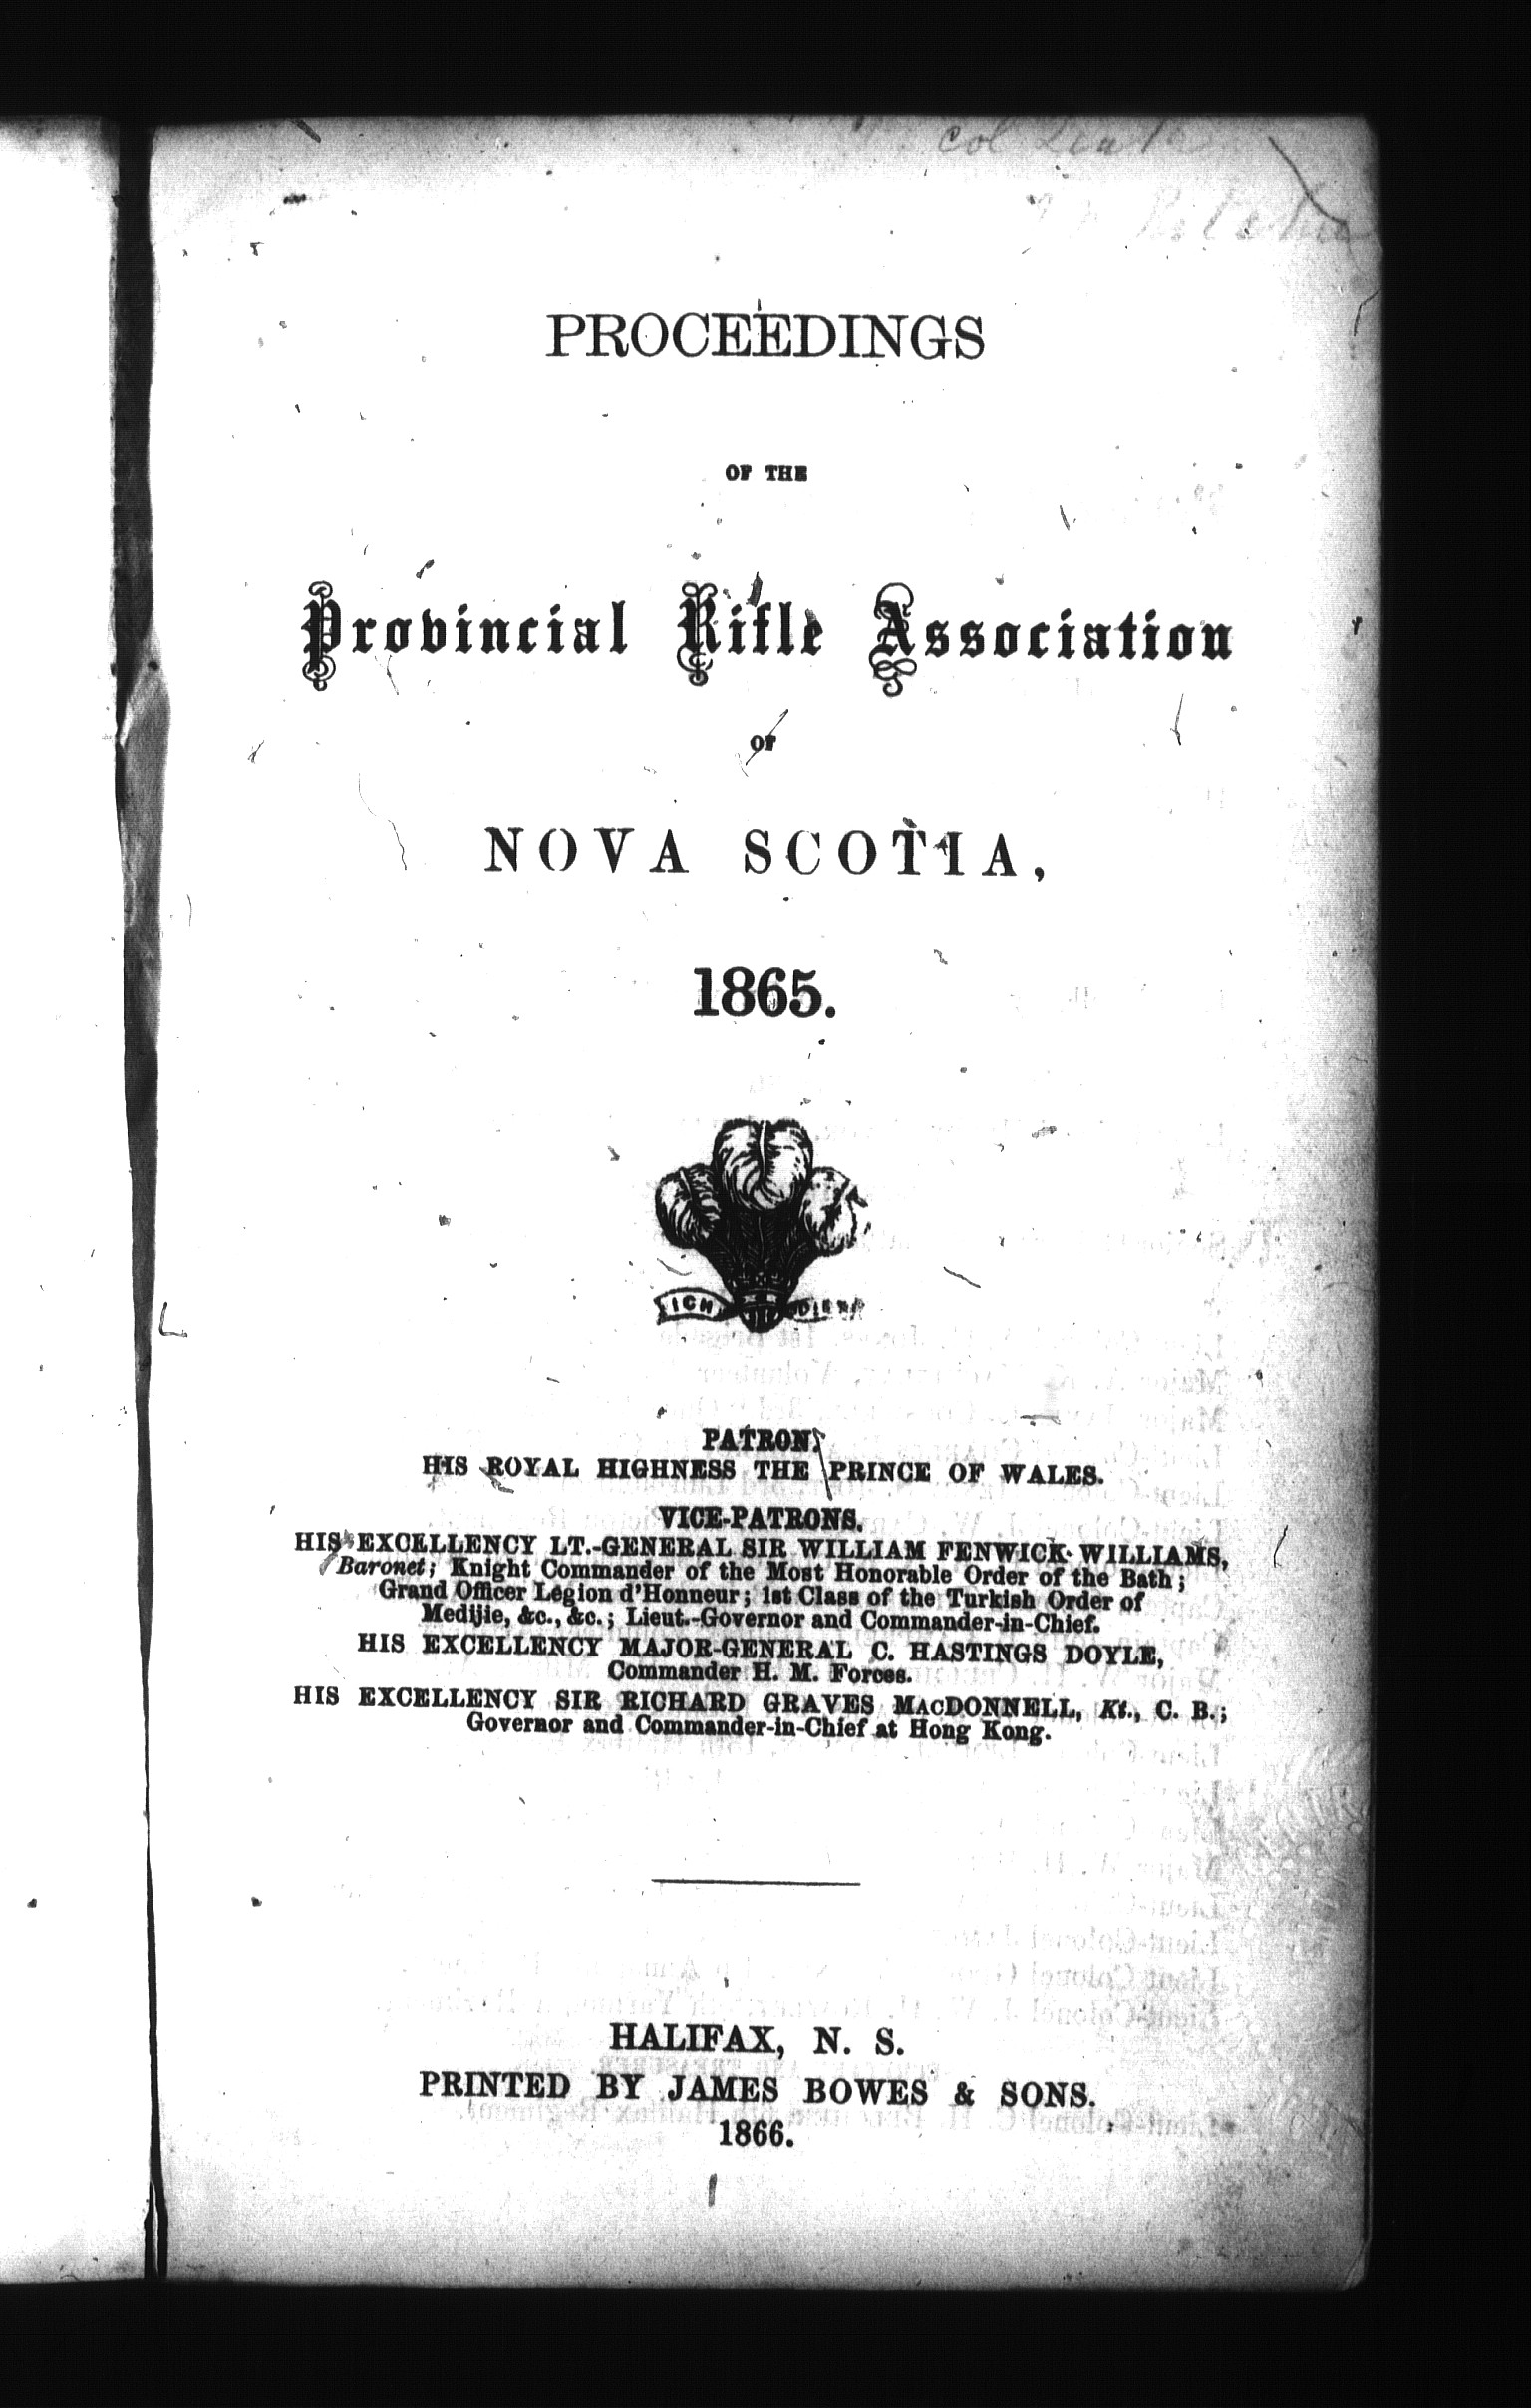 PROCEEDINGS
OF THE
Provincial Rifle Association
OF
NOVA SCOTIA,
1865.
ICH DIEN
PATRON.
HIS ROYAL HIGHNESS THE PRINCE OF WALES.
VICE-PATRONS.
HIS EXCELLENCY LT.-GENERAL SIR WILLIAM FENWICK WILLIAMS,
Baronet; Knight Commander of the Most Honorable Order of the Bath;
Grand Officer Legion d'Honneur; 1st Class of the Turkish Order of
Medijie, &c., &c.; Lieut.-Governor and Commander-in-Chief.
HIS EXCELLENCY MAJOR-GENERAL C. HASTINGS DOYLE,
Commander H. M. Forces.
HIS EXCELLENCY SIR RICHARD GRAVES MACDONNELL, Kt., C. B.;
Governor and Commander-in-Chief at Hong Kong.
HALIFAX, N. S.
PRINTED BY JAMES BOWES & SONS.
1866.